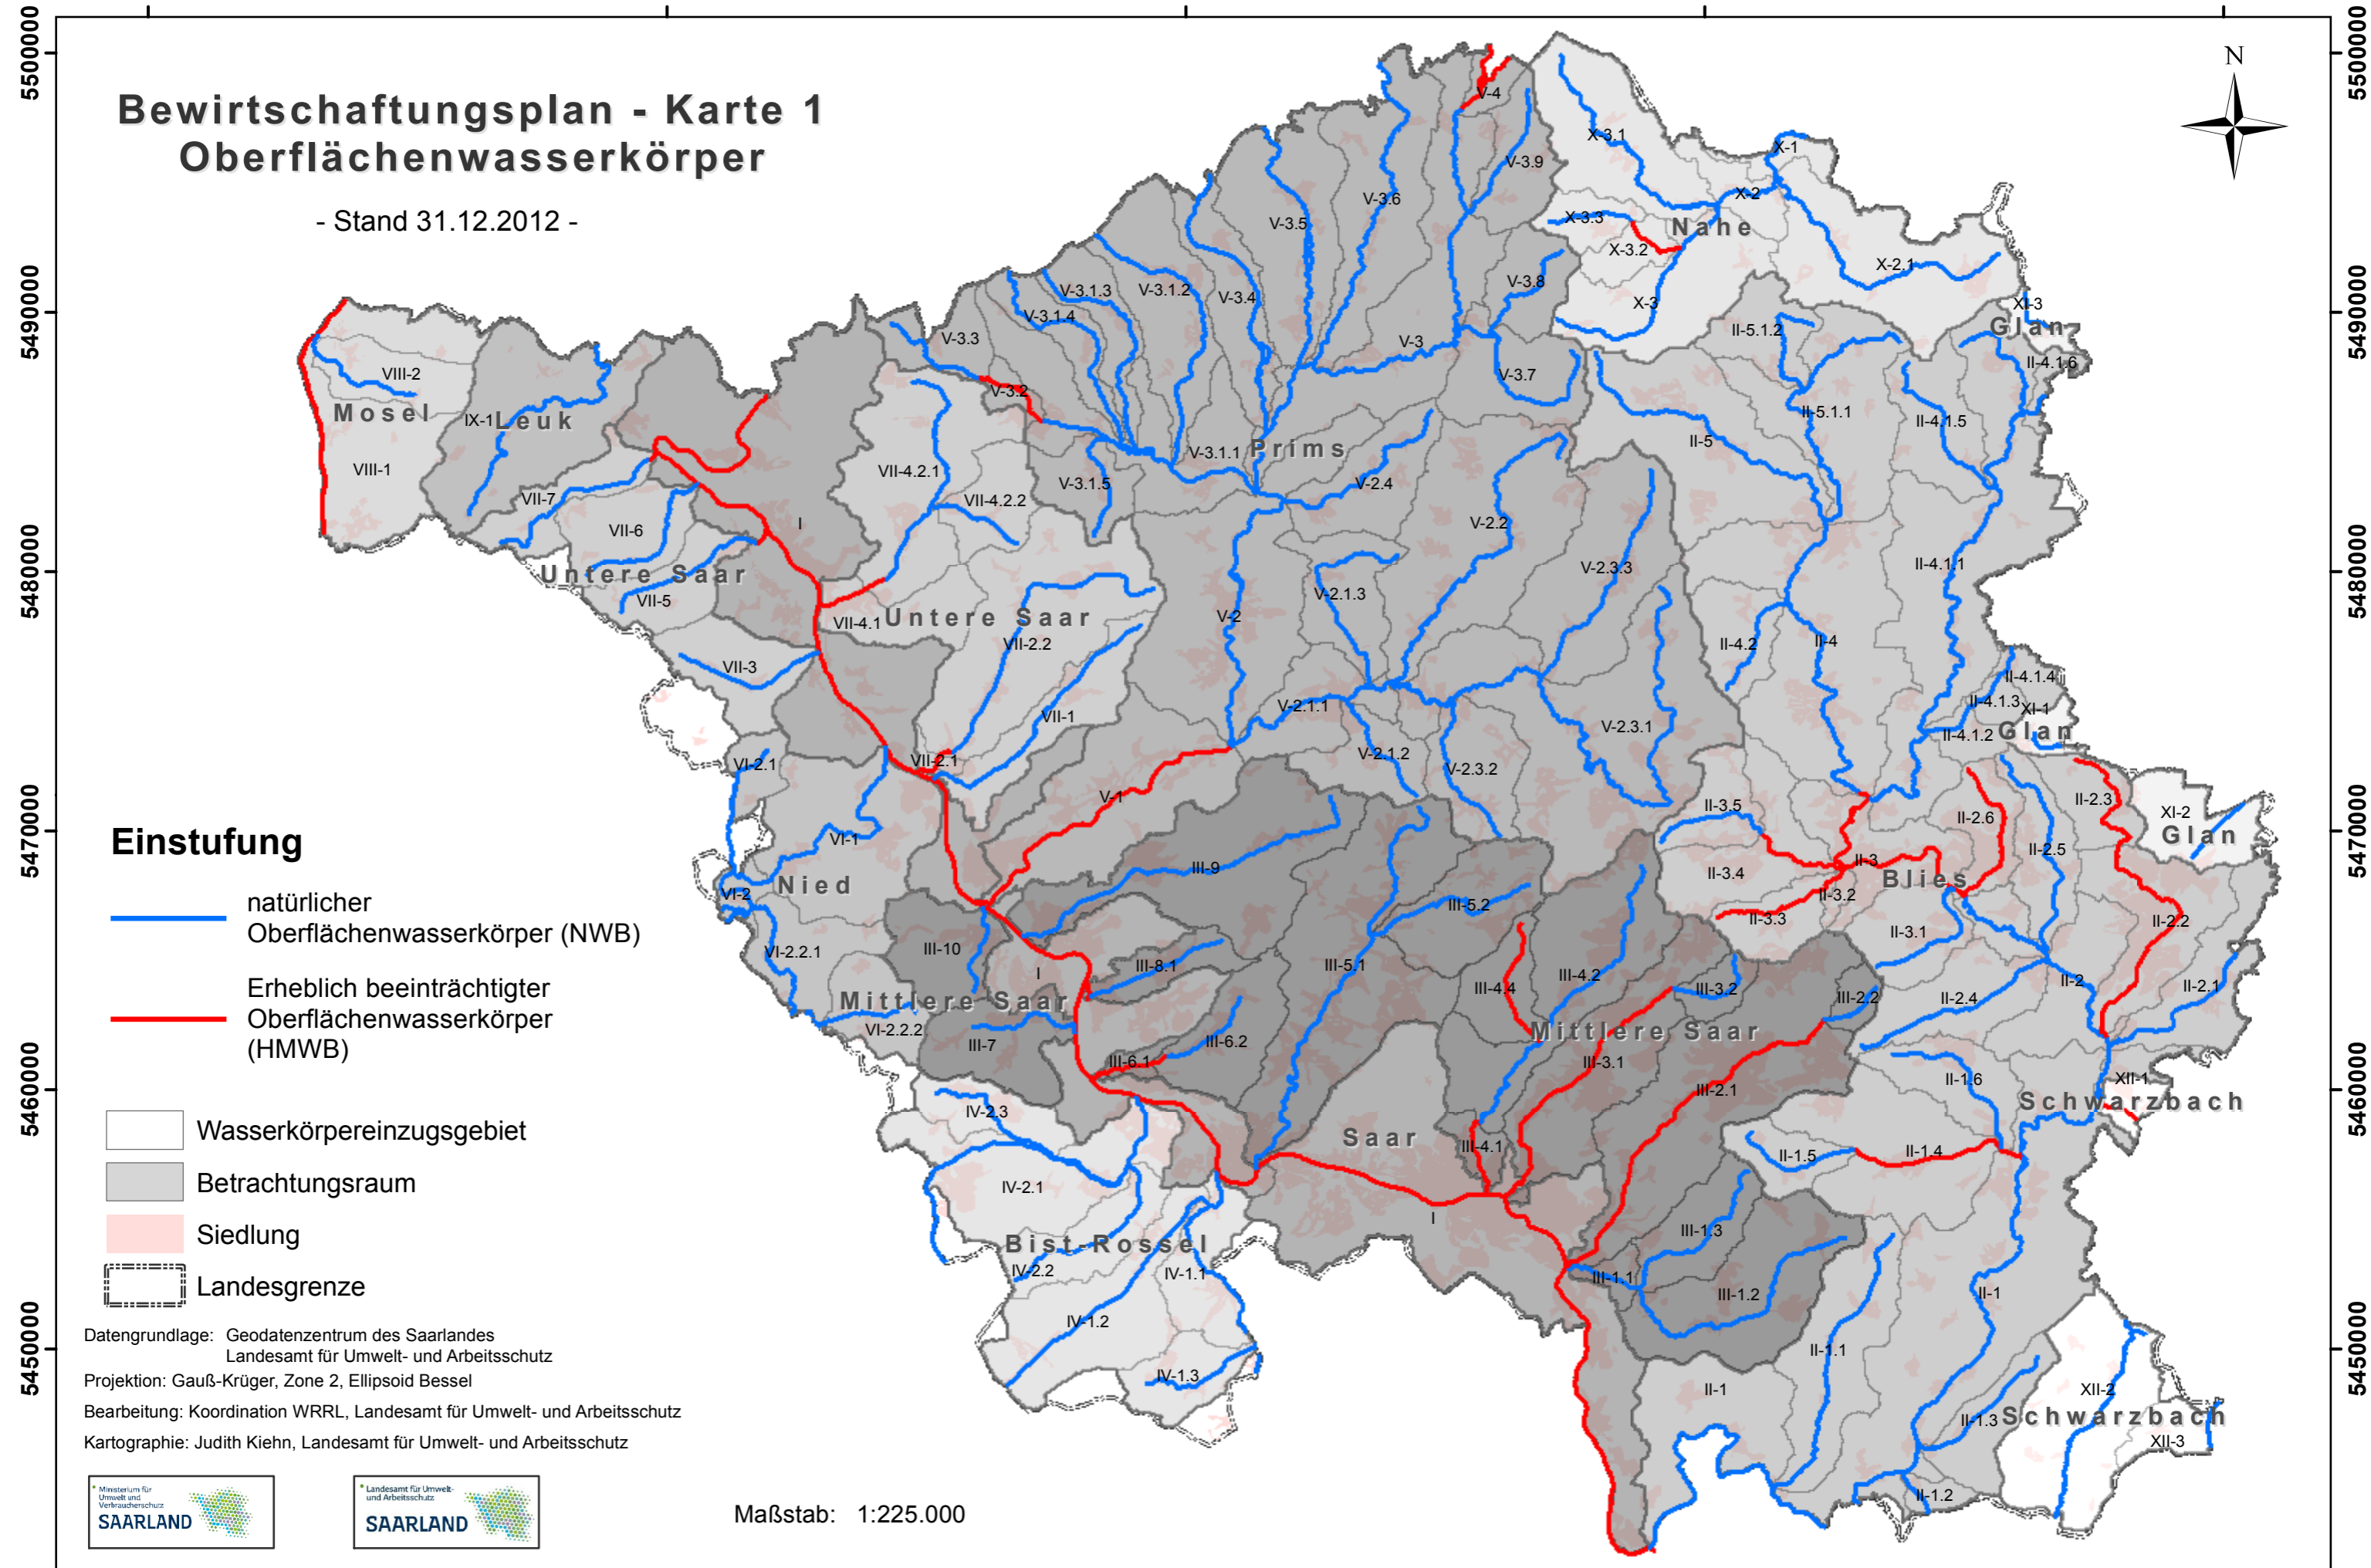 Bewirtschaftungsplan - Karte 1
Oberflächenwasserkörper
- Stand 31.12.2012 -
N
5500000
5490000
5480000
5470000
5460000
5450000
5500000
5490000
5480000
5470000
5460000
5450000
V-4
X-3.1
X-1
V-3.9
X-2
V-3.6
V-3.5
X-3.3
Nahe
X-3.2
X-2.1
V-3.8
V-3.1.3
V-3.1.2
V-3.4
X-3
XI-3
V-3.1.4
Glan
II-5.1.2
V-3.3
V-3
II-4.1.6
VIII-2
V-3.7
V-3.2
Mosel
IX-1
Leuk
II-5.1.1
II-4.1.5
II-5
Prims
V-3.1.1
VIII-1
VII-4.2.1
V-3.1.5
V-2.4
VII-7
VII-4.2.2
I
V-2.2
VII-6
II-4.1.1
V-2.3.3
Untere Saar
VII-5
V-2.1.3
Untere Saar
VII-4.1
V-2
VII-2.2
II-4.2
II-4
VII-3
II-4.1.4
II-4.1.3
XI-1
V-2.1.1
VII-1
V-2.3.1
Glan
II-4.1.2
V-2.1.2
VII-2.1
VI-2.1
V-2.3.2
V-1
II-2.3
II-3.5
XI-2
II-2.6
Glan
VI-1
II-2.5
II-3
III-9
II-3.4
Blies
Nied
VI-2
II-3.2
III-5.2
II-3.3
II-2.2
II-3.1
III-10
VI-2.2.1
III-8.1
III-5.1
I
III-4.2
II-2
III-4.4
III-3.2
II-2.1
III-2.2
II-2.4
Mittlere Saar
VI-2.2.2
Mittlere Saar
III-7
III-6.2
III-6.1
III-3.1
II-1.6
XII-1
III-2.1
Schwarzbach
IV-2.3
Saar
III-4.1
II-1.4
II-1.5
IV-2.1
I
III-1.3
Bist-Rossel
IV-2.2
IV-1.1
III-1.1
III-1.2
II-1
IV-1.2
II-1.1
IV-1.3
II-1
XII-2
II-1.3
Schwarzbach
XII-3
II-1.2
Einstufung
natürlicher
Oberflächenwasserkörper (NWB)
Erheblich beeinträchtigter
Oberflächenwasserkörper
(HMWB)
Wasserkörpereinzugsgebiet
Betrachtungsraum
Siedlung
Landesgrenze
Datengrundlage: Geodatenzentrum des Saarlandes
Landesamt für Umwelt- und Arbeitsschutz
Projektion: Gauß-Krüger, Zone 2, Ellipsoid Bessel
Bearbeitung: Koordination WRRL, Landesamt für Umwelt- und Arbeitsschutz
Kartographie: Judith Kiehn, Landesamt für Umwelt- und Arbeitsschutz
Ministerium für
Umwelt und
Verbraucherschutz
SAARLAND
Landesamt für Umwelt-
und Arbeitsschutz
SAARLAND
Maßstab: 1:225.000